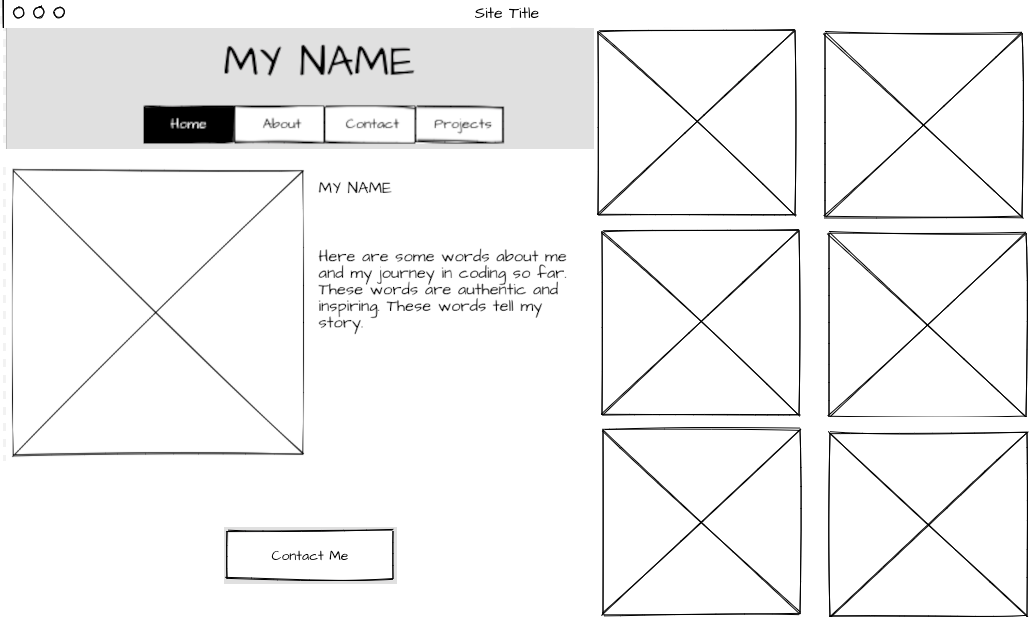 Site Title
MY NAME
Home About Contact Projects
MY NAME
Here are some words about me
and my journey in coding so far.
These words are authentic and
inspiring. These words tell my
story.
Contact Me